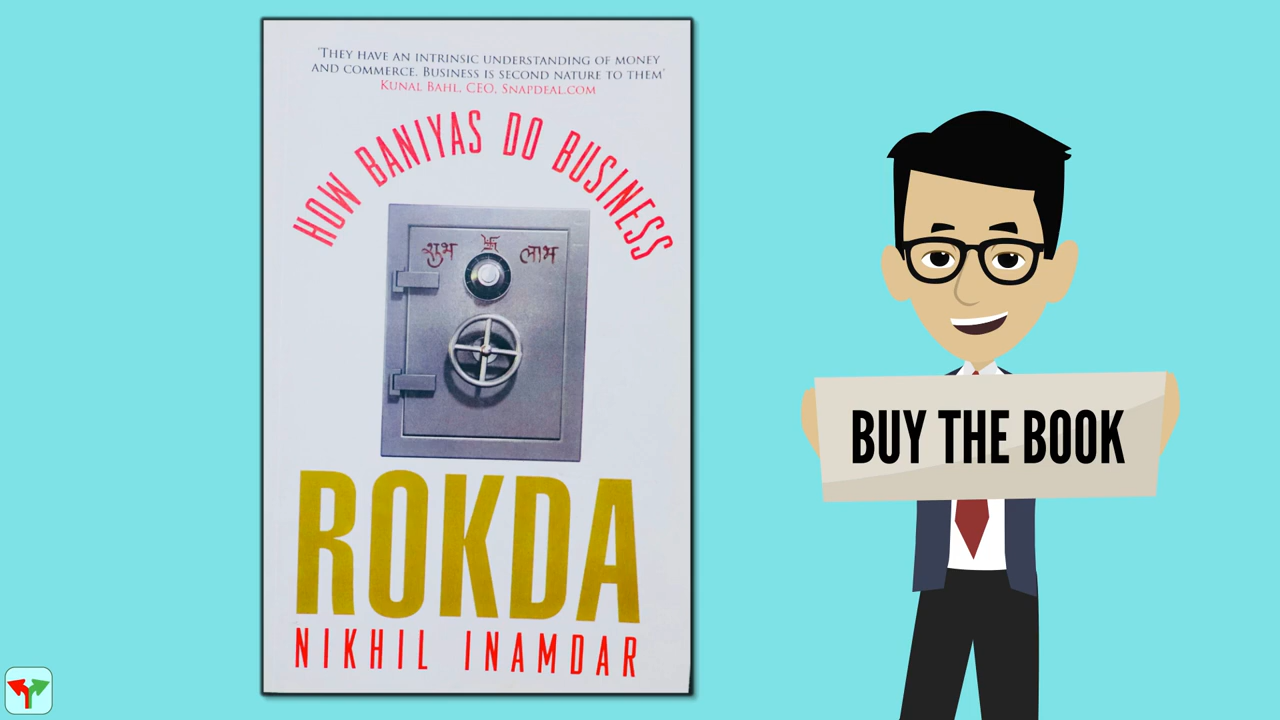 'They have an intrinsic understanding of money
and commerce. Business is second nature to them'
Kunal Bahl, CEO, Snapdeal.com
HOW BANIYAS DO BUSINESS
शुभ लाभ
ROKDA
NIKHIL INAMDAR
BUY THE BOOK